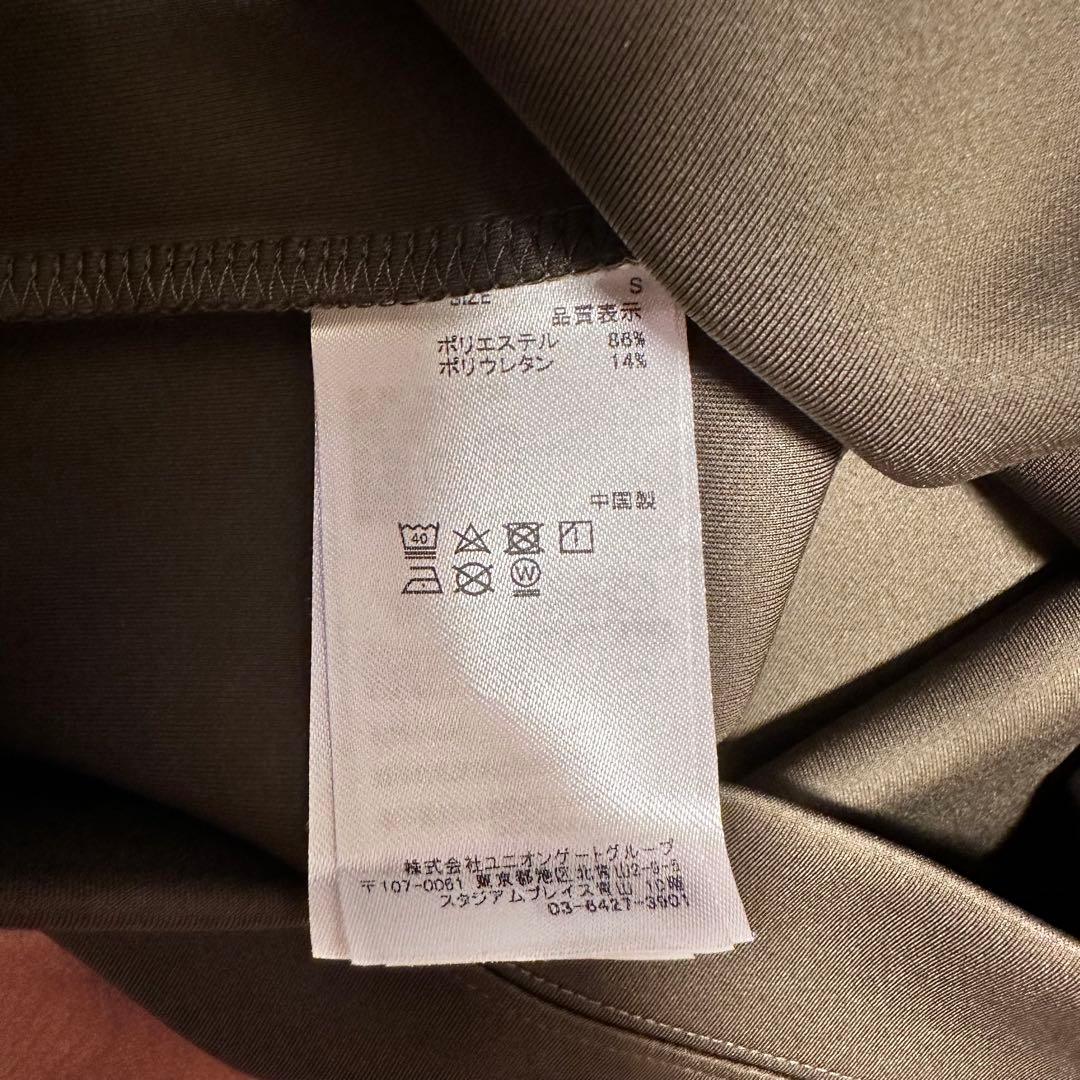 SIZE S
品質表示
ポリエステル 86%
ポリウレタン 14%
中国製
40
W
株式会社ユニオンゲートグループ
〒107-0061 東京都港区北青山2-9-5
スタジアムプレイス青山 10階
03-6427-3901